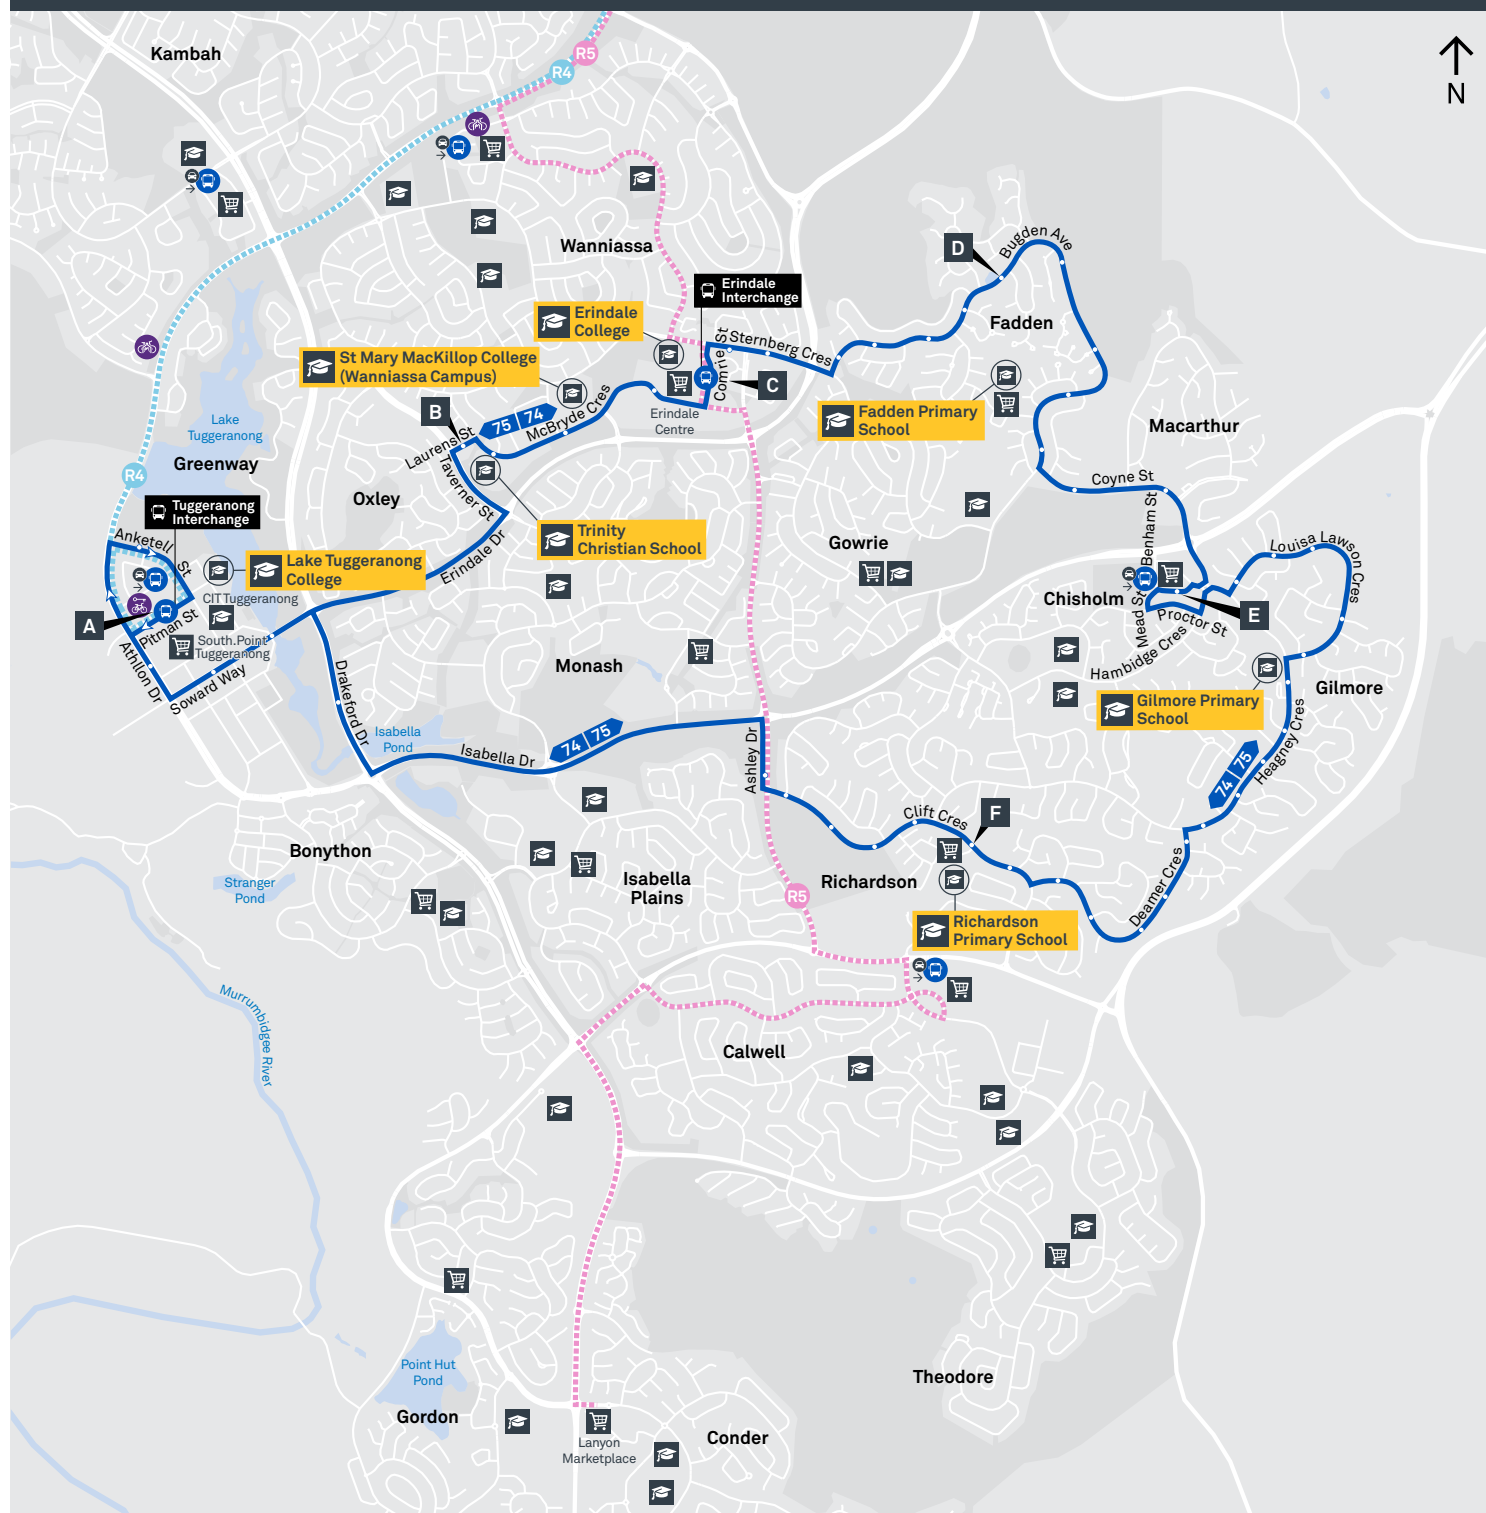 Kambah
R5
R4
N
Wanniassa
D
Bugden Ave
Erindale
Interchange
Fadden
Erindale
College
Comrie St
Sternberg Cres
St Mary MacKillop College
(Wanniassa Campus)
C
B
75
74
McBryde Cres
Erindale
Centre
Fadden Primary
School
Macarthur
Lake
Tuggeranong
Greenway
Laurens St
Taverner St
R4
Oxley
Coyne St
Tuggeranong
Interchange
Benham St
Trinity
Christian School
Gowrie
Louisa Lawson Cres
Anketell St
Erindale Dr
Lake Tuggeranong
College
CIT Tuggeranong
Chisholm
Mead St
E
Proctor St
A
Pitman St
South.Point
Tuggeranong
Hambidge Cres
Athllon Dr
Soward Way
Monash
Drakeford Dr
Gilmore
Gilmore Primary
School
Isabella
Pond
Isabella Dr
74
75
Ashley Dr
Heagney Cres
74
75
Clift Cres
F
Bonython
Stranger
Pond
Isabella
Plains
Richardson
R5
Deamer Cres
Richardson
Primary School
Murrumbidgee River
Calwell
Point Hut
Pond
Theodore
Gordon
Lanyon
Marketplace
Conder